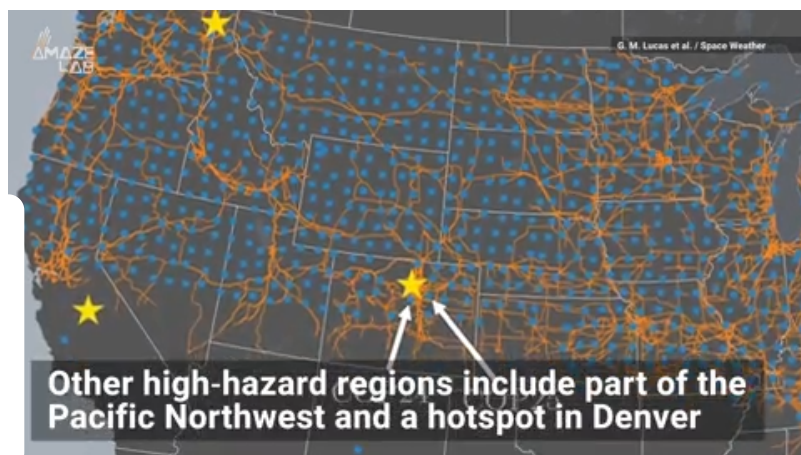 AMAZE
LAB
G. M. Lucas et al. / Space Weather
Other high-hazard regions include part of the
Pacific Northwest and a hotspot in Denver